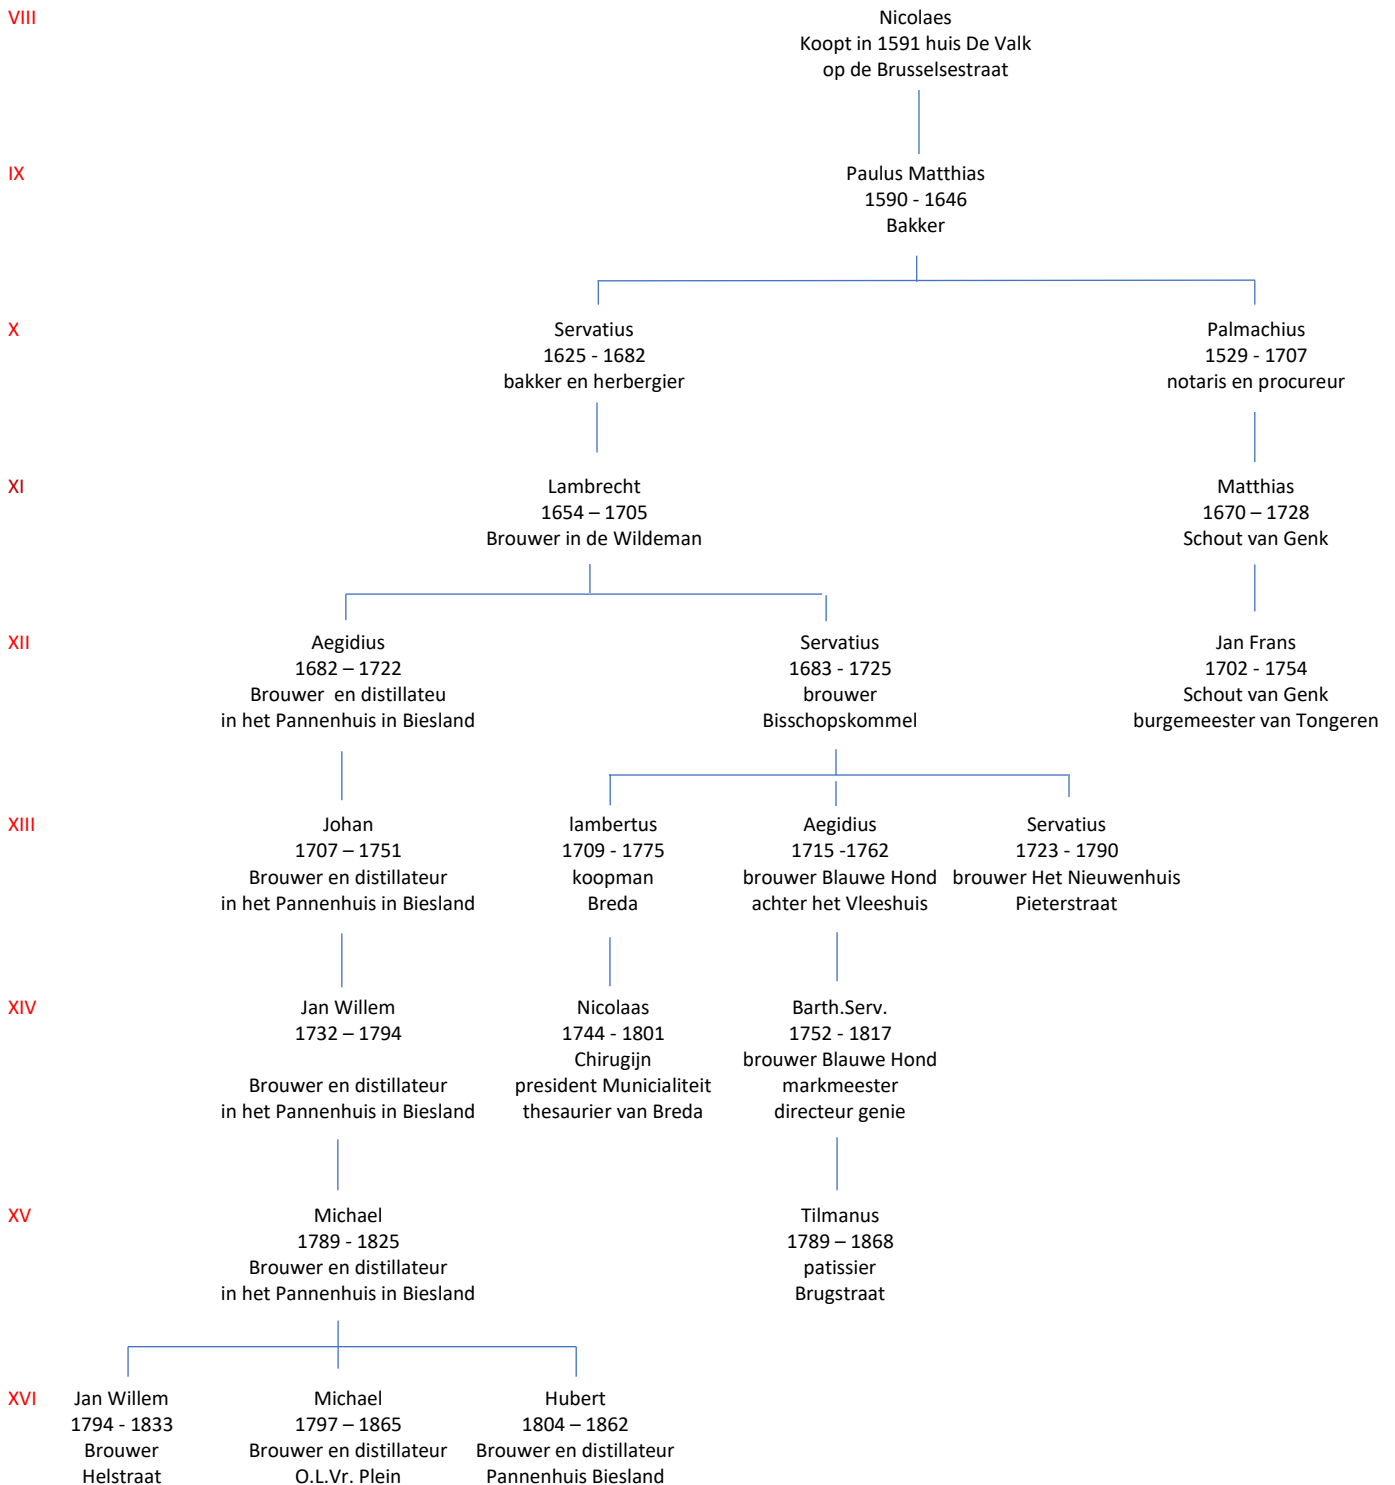 VIII
Nicolaes
Koopt in 1591 huis De Valk
op de Brusselsestraat
IX
Paulus Matthias
1590 - 1646
Bakker
X
Servatius
1625 - 1682
bakker en herbergier
Palmachius
1529 - 1707
notaris en procureur
XI
Lambrecht
1654 – 1705
Brouwer in de Wildeman
Matthias
1670 – 1728
Schout van Genk
XII
Aegidius
1682 – 1722
Brouwer  en distillateu
in het Pannenhuis in Biesland
Servatius
1683 - 1725
brouwer
Bisschopskommel
Jan Frans
1702 - 1754
Schout van Genk
burgemeester van Tongeren
XIII
Johan
1707 – 1751
Brouwer en distillateur
in het Pannenhuis in Biesland
lambertus
1709 - 1775
koopman
Breda
Aegidius
1715 -1762
brouwer Blauwe Hond
achter het Vleeshuis
Servatius
1723 - 1790
brouwer Het Nieuwenhuis
Pieterstraat
XIV
Jan Willem
1732 – 1794
Brouwer en distillateur
in het Pannenhuis in Biesland
Nicolaas
1744 - 1801
Chirugijn
president Municialiteit
thesaurier van Breda
Barth.Serv.
1752 - 1817
brouwer Blauwe Hond
markmeester
directeur genie
XV
Michael
1789 - 1825
Brouwer en distillateur
in het Pannenhuis in Biesland
Tilmanus
1789 – 1868
patissier
Brugstraat
XVI
Jan Willem
1794 - 1833
Brouwer
Helstraat
Michael
1797 – 1865
Brouwer en distillateur
O.L.Vr. Plein
Hubert
1804 – 1862
Brouwer en distillateur
Pannenhuis Biesland